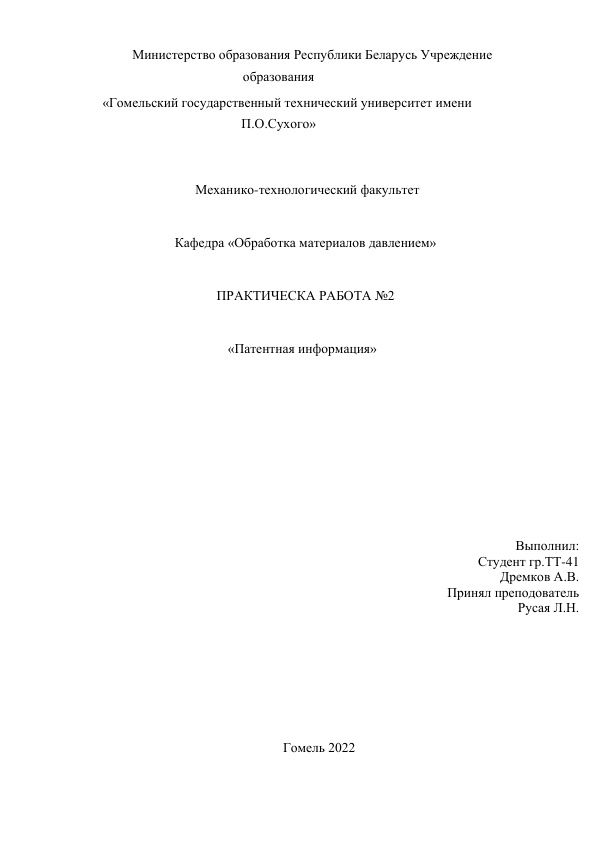 Министерство образования Республики Беларусь Учреждение
образования
«Гомельский государственный технический университет имени
П.О.Сухого»
Механико-технологический факультет
Кафедра «Обработка материалов давлением»
ПРАКТИЧЕСКА РАБОТА №2
«Патентная информация»
Выполнил:
Студент гр.ТТ-41
Дремков А.В.
Принял преподователь
Русая Л.Н.
Гомель 2022